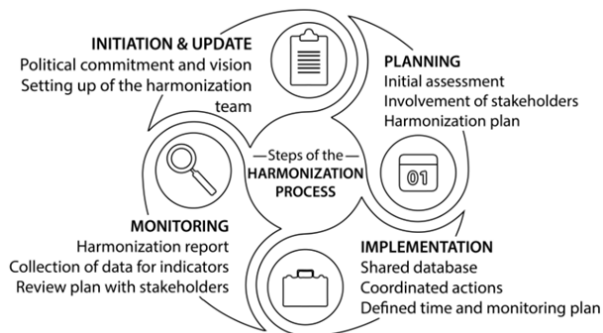 INITIATION & UPDATE
Political commitment and vision
Setting up of the harmonization
team
PLANNING
Initial assessment
Involvement of stakeholders
Harmonization plan
Steps of the
HARMONIZATION
PROCESS
01
MONITORING
Harmonization report
Collection of data for indicators
Review plan with stakeholders
IMPLEMENTATION
Shared database
Coordinated actions
Defined time and monitoring plan